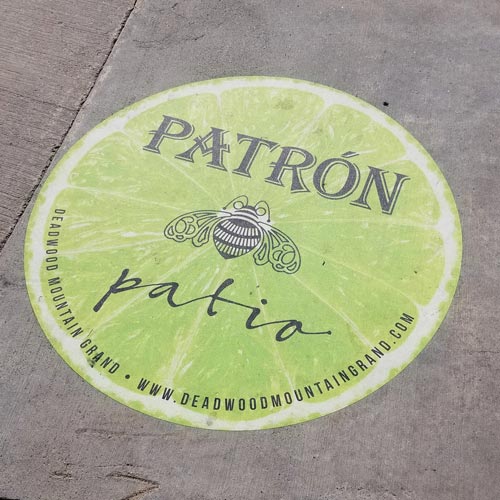 PATRÓN
patio
DEADWOOD MOUNTAIN GRAND • WWW.DEADWOODMOUNTAINGRAND.COM